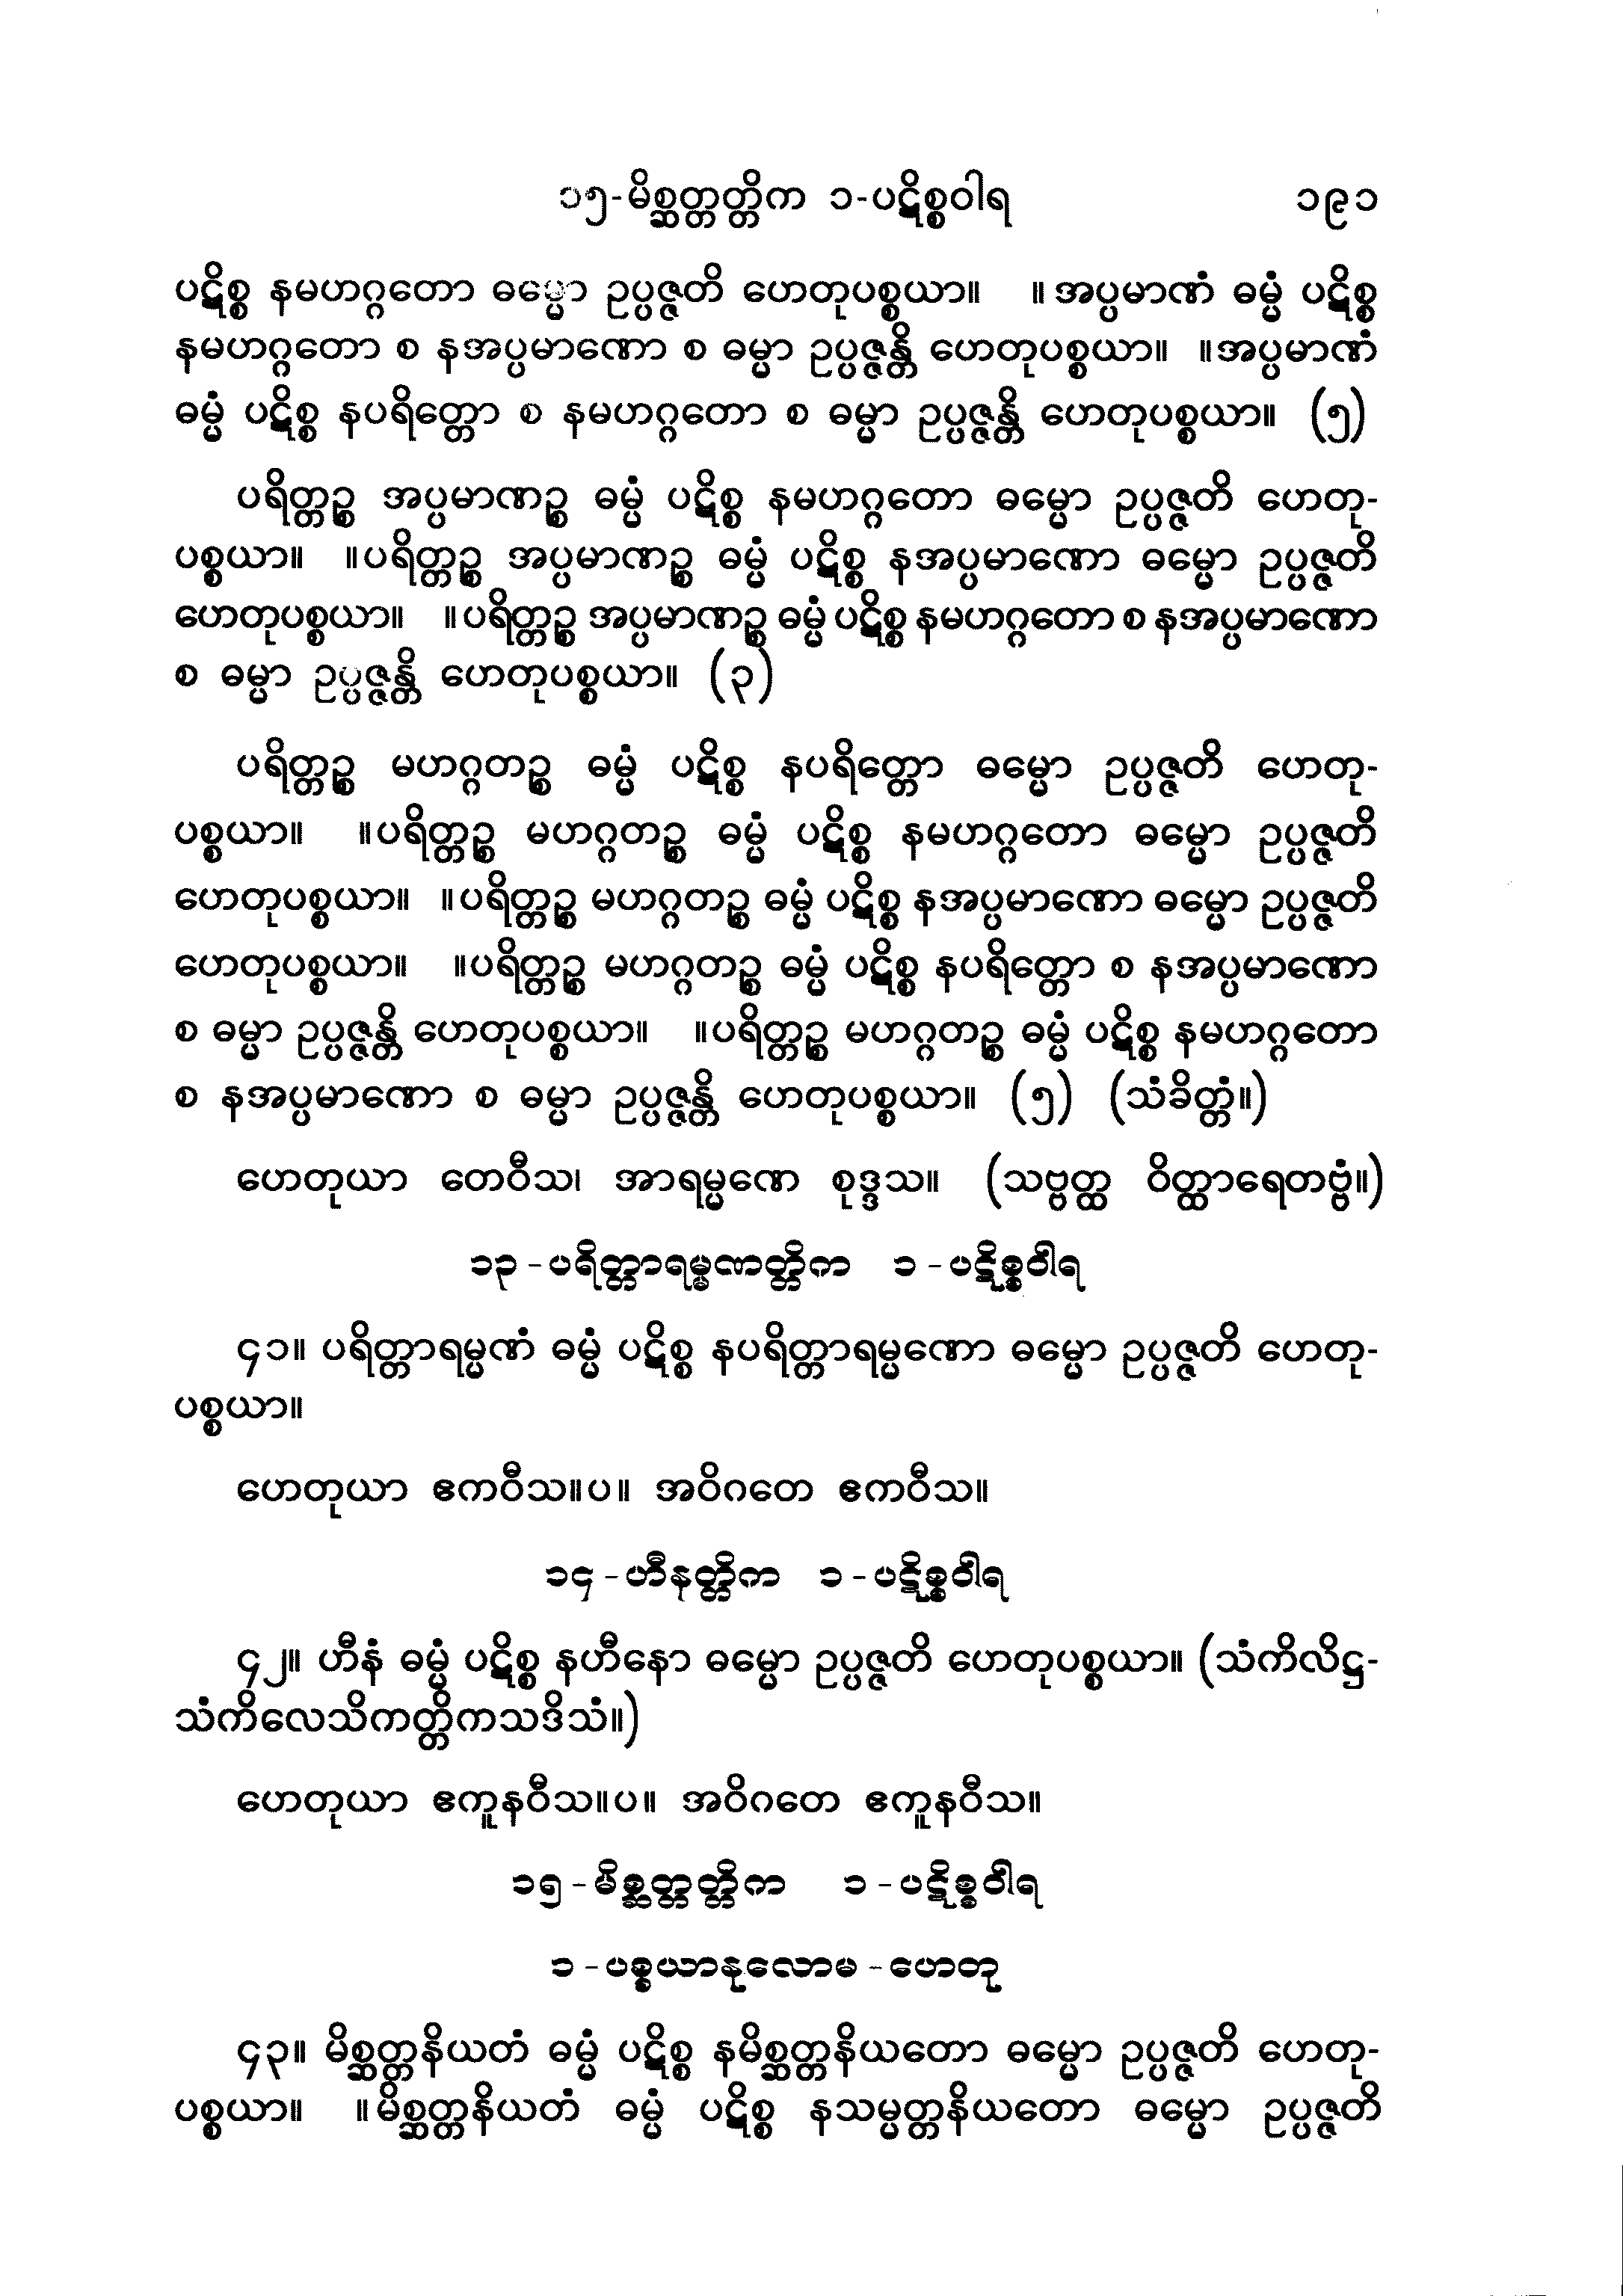 ၁၅-မိစ္ဆတ္တတ္တိက ၁-ပဋိစ္စဝါရ ၁၉၁
ပဋိစ္စ နမဟဂ္ဂတော ဓမ္မော ဥပ္ပဇ္ဇတိ ဟေတုပစ္စယာ။ ။အပ္ပမာဏံ ဓမ္မံ ပဋိစ္စ
နမဟဂ္ဂတော စ နအပ္ပမာဏော စ ဓမ္မာ ဥပ္ပဇ္ဇန္တိ ဟေတုပစ္စယာ။ ။အပ္ပမာဏံ
ဓမ္မံ ပဋိစ္စ နပရိတ္တော စ နမဟဂ္ဂတော စ ဓမ္မာ ဥပ္ပဇ္ဇန္တိ ဟေတုပစ္စယာ။ (၅)
ပရိတ္တဉ္စ အပ္ပမာဏဉ္စ ဓမ္မံ ပဋိစ္စ နမဟဂ္ဂတော ဓမ္မော ဥပ္ပဇ္ဇတိ ဟေတု-
ပစ္စယာ။ ။ပရိတ္တဉ္စ အပ္ပမာဏဉ္စ ဓမ္မံ ပဋိစ္စ နအပ္ပမာဏော ဓမ္မော ဥပ္ပဇ္ဇတိ
ဟေတုပစ္စယာ။ ။ပရိတ္တဉ္စ အပ္ပမာဏဉ္စ ဓမ္မံ ပဋိစ္စ နမဟဂ္ဂတော စ နအပ္ပမာဏော
စ ဓမ္မာ ဥပ္ပဇ္ဇန္တိ ဟေတုပစ္စယာ။ (၃)
ပရိတ္တဉ္စ မဟဂ္ဂတဉ္စ ဓမ္မံ ပဋိစ္စ နပရိတ္တော ဓမ္မော ဥပ္ပဇ္ဇတိ ဟေတု-
ပစ္စယာ။ ။ပရိတ္တဉ္စ မဟဂ္ဂတဉ္စ ဓမ္မံ ပဋိစ္စ နမဟဂ္ဂတော ဓမ္မော ဥပ္ပဇ္ဇတိ
ဟေတုပစ္စယာ။ ။ပရိတ္တဉ္စ မဟဂ္ဂတဉ္စ ဓမ္မံ ပဋိစ္စ နအပ္ပမာဏော ဓမ္မော ဥပ္ပဇ္ဇတိ
ဟေတုပစ္စယာ။ ။ပရိတ္တဉ္စ မဟဂ္ဂတဉ္စ ဓမ္မံ ပဋိစ္စ နပရိတ္တော စ နအပ္ပမာဏော
စ ဓမ္မာ ဥပ္ပဇ္ဇန္တိ ဟေတုပစ္စယာ။ ။ပရိတ္တဉ္စ မဟဂ္ဂတဉ္စ ဓမ္မံ ပဋိစ္စ နမဟဂ္ဂတော
စ နအပ္ပမာဏော စ ဓမ္မာ ဥပ္ပဇ္ဇန္တိ ဟေတုပစ္စယာ။ (၅) (သံခိတ္တံ။)
ဟေတုယာ တေဝီသ၊ အာရမ္မဏေ စုဒ္ဒသ။ (သဗ္ဗတ္ထ ဝိတ္ထာရေတဗ္ဗံ။)
၁၃-ပရိတ္တာရမ္မဏတ္တိက ၁-ပဋိစ္စဝါရ
၄၁။ ပရိတ္တာရမ္မဏံ ဓမ္မံ ပဋိစ္စ နပရိတ္တာရမ္မဏော ဓမ္မော ဥပ္ပဇ္ဇတိ ဟေတု-
ပစ္စယာ။
ဟေတုယာ ဧကဝီသ။ပ။ အဝိဂတေ ဧကဝီသ။
၁၄-ဟီနတ္တိက ၁-ပဋိစ္စဝါရ
၄၂။ ဟီနံ ဓမ္မံ ပဋိစ္စ နဟီနော ဓမ္မော ဥပ္ပဇ္ဇတိ ဟေတုပစ္စယာ။ (သံကိလိဋ္ဌ-
သံကိလေသိကတ္တိကသဒိသံ။)
ဟေတုယာ ဧကူနဝီသ။ပ။ အဝိဂတေ ဧကူနဝီသ။
၁၅-မိစ္ဆတ္တတ္တိက ၁-ပဋိစ္စဝါရ
၁-ပစ္စယာနုလောမ-ဟေတု
၄၃။ မိစ္ဆတ္တနိယတံ ဓမ္မံ ပဋိစ္စ နမိစ္ဆတ္တနိယတော ဓမ္မော ဥပ္ပဇ္ဇတိ ဟေတု-
ပစ္စယာ။ ။မိစ္ဆတ္တနိယတံ ဓမ္မံ ပဋိစ္စ နသမ္မတ္တနိယတော ဓမ္မော ဥပ္ပဇ္ဇတိ